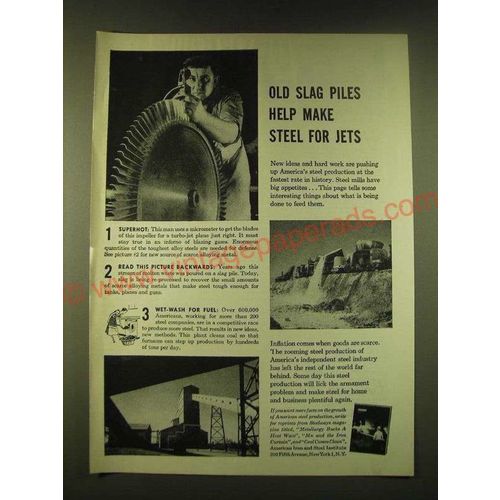 OLD SLAG PILES
HELP MAKE
STEEL FOR JETS
New ideas and hard work are pushing
up America's steel production at the
fastest rate in history. Steel mills have
big appetites . . . This page tells some
interesting things about what is
being done to feed them.
1 SUPERHOT: This man uses a micrometer to get the blades
of this impeller for a turbo-jet plane just right. It must
stay true in an inferno of blazing gases. Enormous
quantities of the toughest alloy steels are needed for defense.
See picture #2 for new source of scarce alloying metal.
2 READ THIS PICTURE BACKWARDS: Years ago this
stream of molten white was poured on a slag pile. Today,
slag is being re-processed to recover the small amounts
of scarce alloying metals that make steel tough enough for
tanks, planes and guns.
3 WET-WASH FOR FUEL: Over 600,000
Americans, working for more than 200
steel companies, are in a competitive race
to produce more steel. That results in new ideas,
new methods. This plant cleans coal so that
furnaces can step up production by hundreds
of tons per day.
Inflation comes when goods are scarce.
The zooming steel production of
America's independent steel industry
has left the rest of the world far
behind. Some day this steel
production will lick the armament
problem and make steel for home and
business plentiful again.
If you want more facts on the growth
of American steel production, write
for reprints from Steelways maga-
zine titled, "Metallurgy Busts A
Heat Wave", "Mn and the Iron
Curtain", and "Coal Comes Clean".
American Iron and Steel Institute
350 Fifth Avenue, New York 1, N.Y.
www.vintagepaperads.com